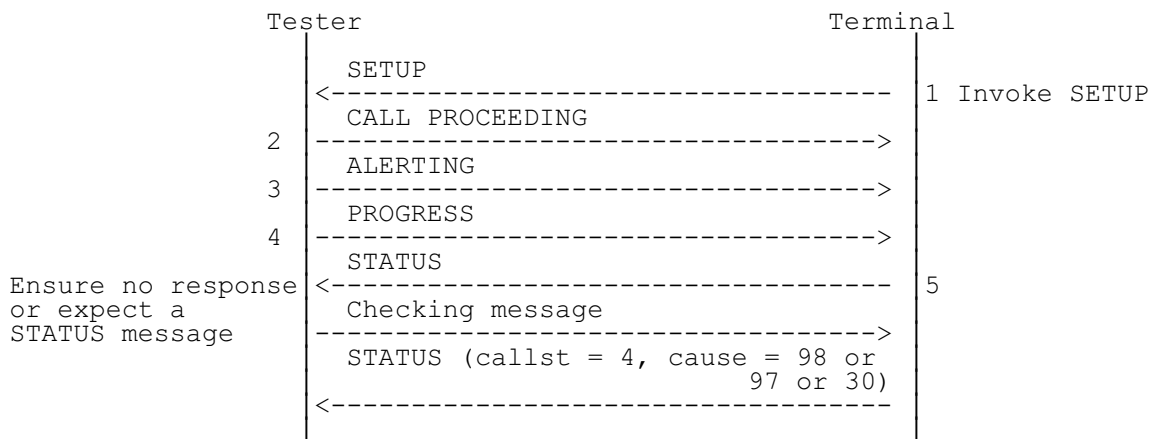 Tester Terminal
SETUP
1 Invoke SETUP
CALL PROCEEDING
2
ALERTING
3
PROGRESS
4
STATUS
Ensure no response 5
or expect a Checking message
STATUS message
STATUS (callst = 4, cause = 98 or
97 or 30)